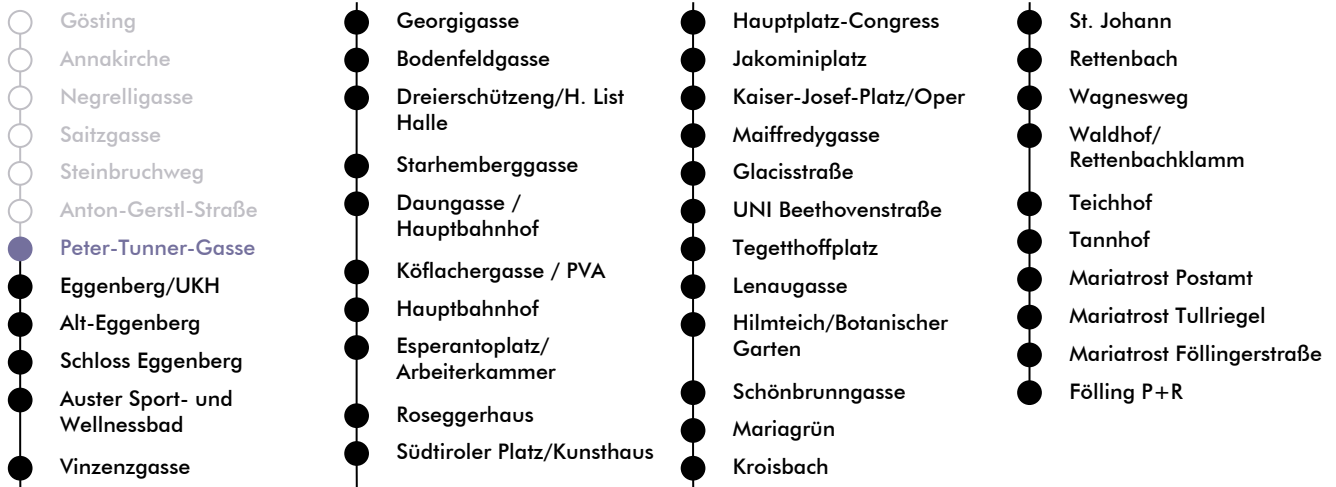 Gösting
Annakirche
Negrelligasse
Saitzgasse
Steinbruchweg
Anton-Gerstl-Straße
Peter-Tunner-Gasse
Eggenberg/UKH
Alt-Eggenberg
Schloss Eggenberg
Auster Sport- und
Wellnessbad
Vinzenzgasse
Georgigasse
Bodenfeldgasse
Dreierschützeng/H. List
Halle
Starhemberggasse
Daungasse /
Hauptbahnhof
Köflachergasse / PVA
Hauptbahnhof
Esperantoplatz/
Arbeiterkammer
Roseggerhaus
Südtiroler Platz/Kunsthaus
Hauptplatz-Congress
Jakominiplatz
Kaiser-Josef-Platz/Oper
Maiffredygasse
Glacisstraße
UNI Beethovenstraße
Tegetthoffplatz
Lenaugasse
Hilmteich/Botanischer
Garten
Schönbrunngasse
Mariagrün
Kroisbach
St. Johann
Rettenbach
Wagnesweg
Waldhof/
Rettenbachklamm
Teichhof
Tannhof
Mariatrost Postamt
Mariatrost Tullriegel
Mariatrost Föllingerstraße
Fölling P+R